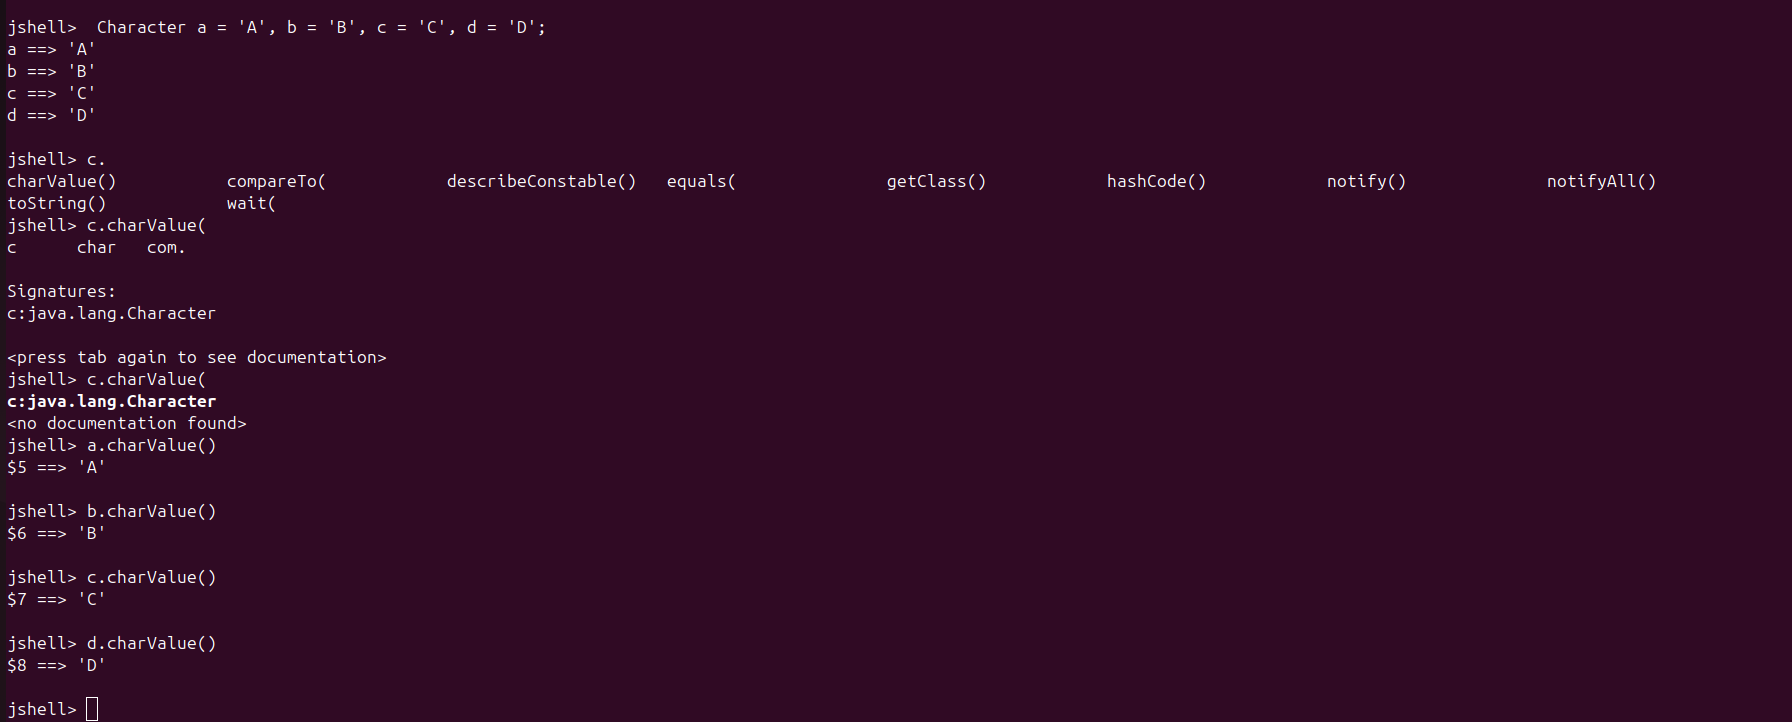 jshell>  Character a = 'A', b = 'B', c = 'C', d = 'D';
a ==> 'A'
b ==> 'B'
c ==> 'C'
d ==> 'D'
jshell> c.
charValue()           compareTo(            describeConstable()   equals(               getClass()            hashCode()            notify()              notifyAll()
toString()            wait(
jshell> c.charValue(
c      char   com.
Signatures:
c:java.lang.Character
<press tab again to see documentation>
jshell> c.charValue(
c:java.lang.Character
<no documentation found>
jshell> a.charValue()
$5 ==> 'A'
jshell> b.charValue()
$6 ==> 'B'
jshell> c.charValue()
$7 ==> 'C'
jshell> d.charValue()
$8 ==> 'D'
jshell>